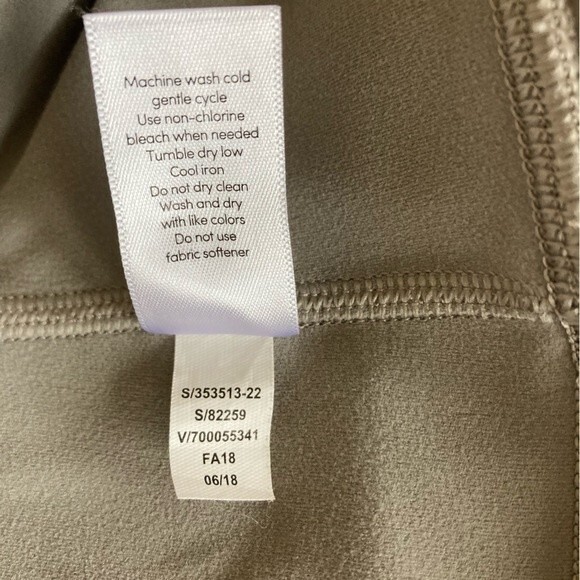 Machine wash cold
gentle cycle
Use non-chlorine
bleach when needed
Tumble dry low
Cool iron
Do not dry clean
Wash and dry
with like colors
Do not use
fabric softener
S/353513-22
S/82259
V/700055341
FA18
06/18